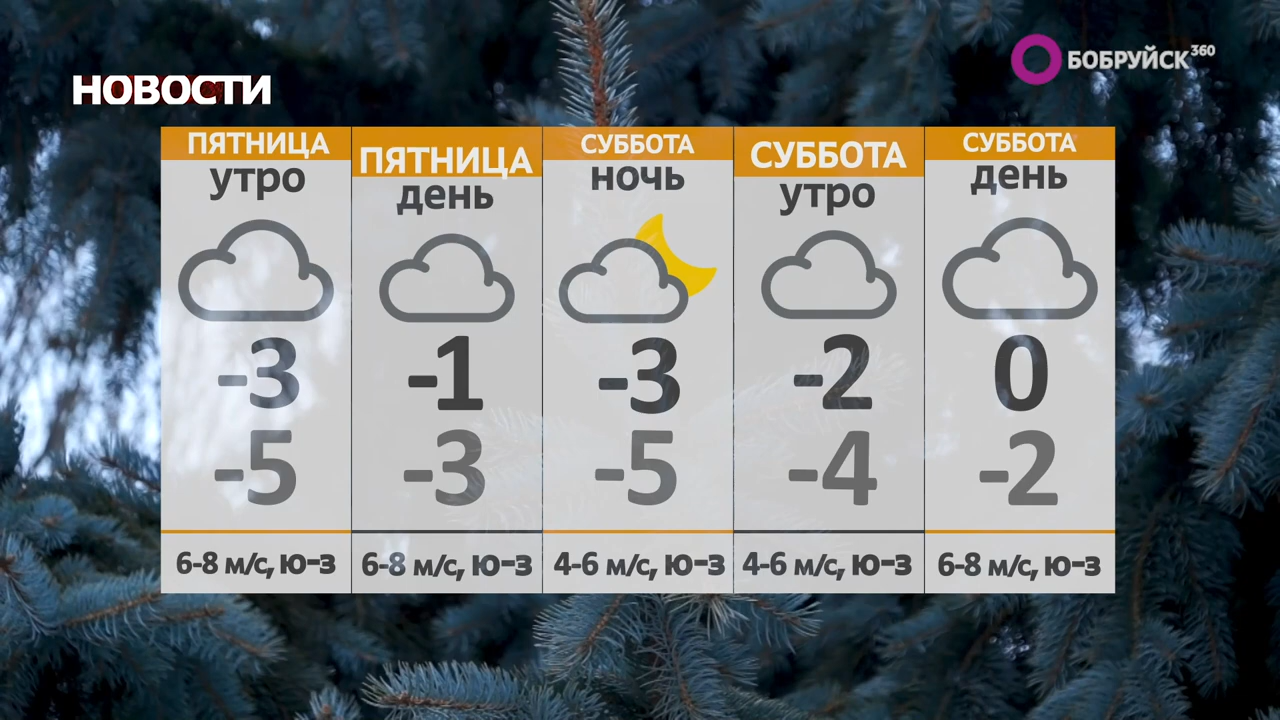 НОВОСТИ
БОБРУЙСК360
ПЯТНИЦА
утро
-3
-5
6-8 м/с, Ю-З
ПЯТНИЦА
день
-1
-3
6-8 м/с, Ю-З
СУББОТА
ночь
-3
-5
4-6 м/с, Ю-З
СУББОТА
утро
-2
-4
4-6 м/с, Ю-З
СУББОТА
день
0
-2
6-8 м/с, Ю-З